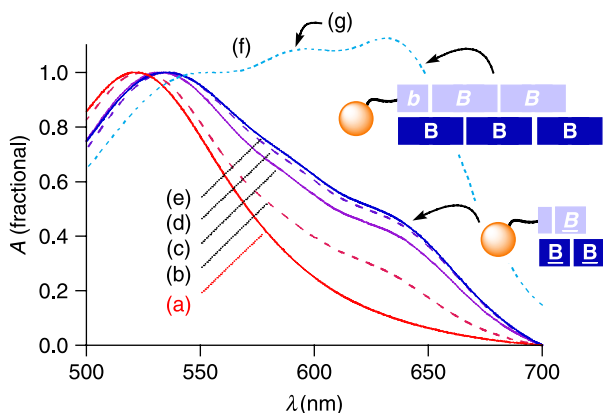 (f)
(g)
1.0
0.8
0.6
0.4
0.2
0.0
A (fractional)
b B B
B B B
(e)
(d)
(c)
(b)
(a)
B
B B
500 550 600 650 700
λ(nm)